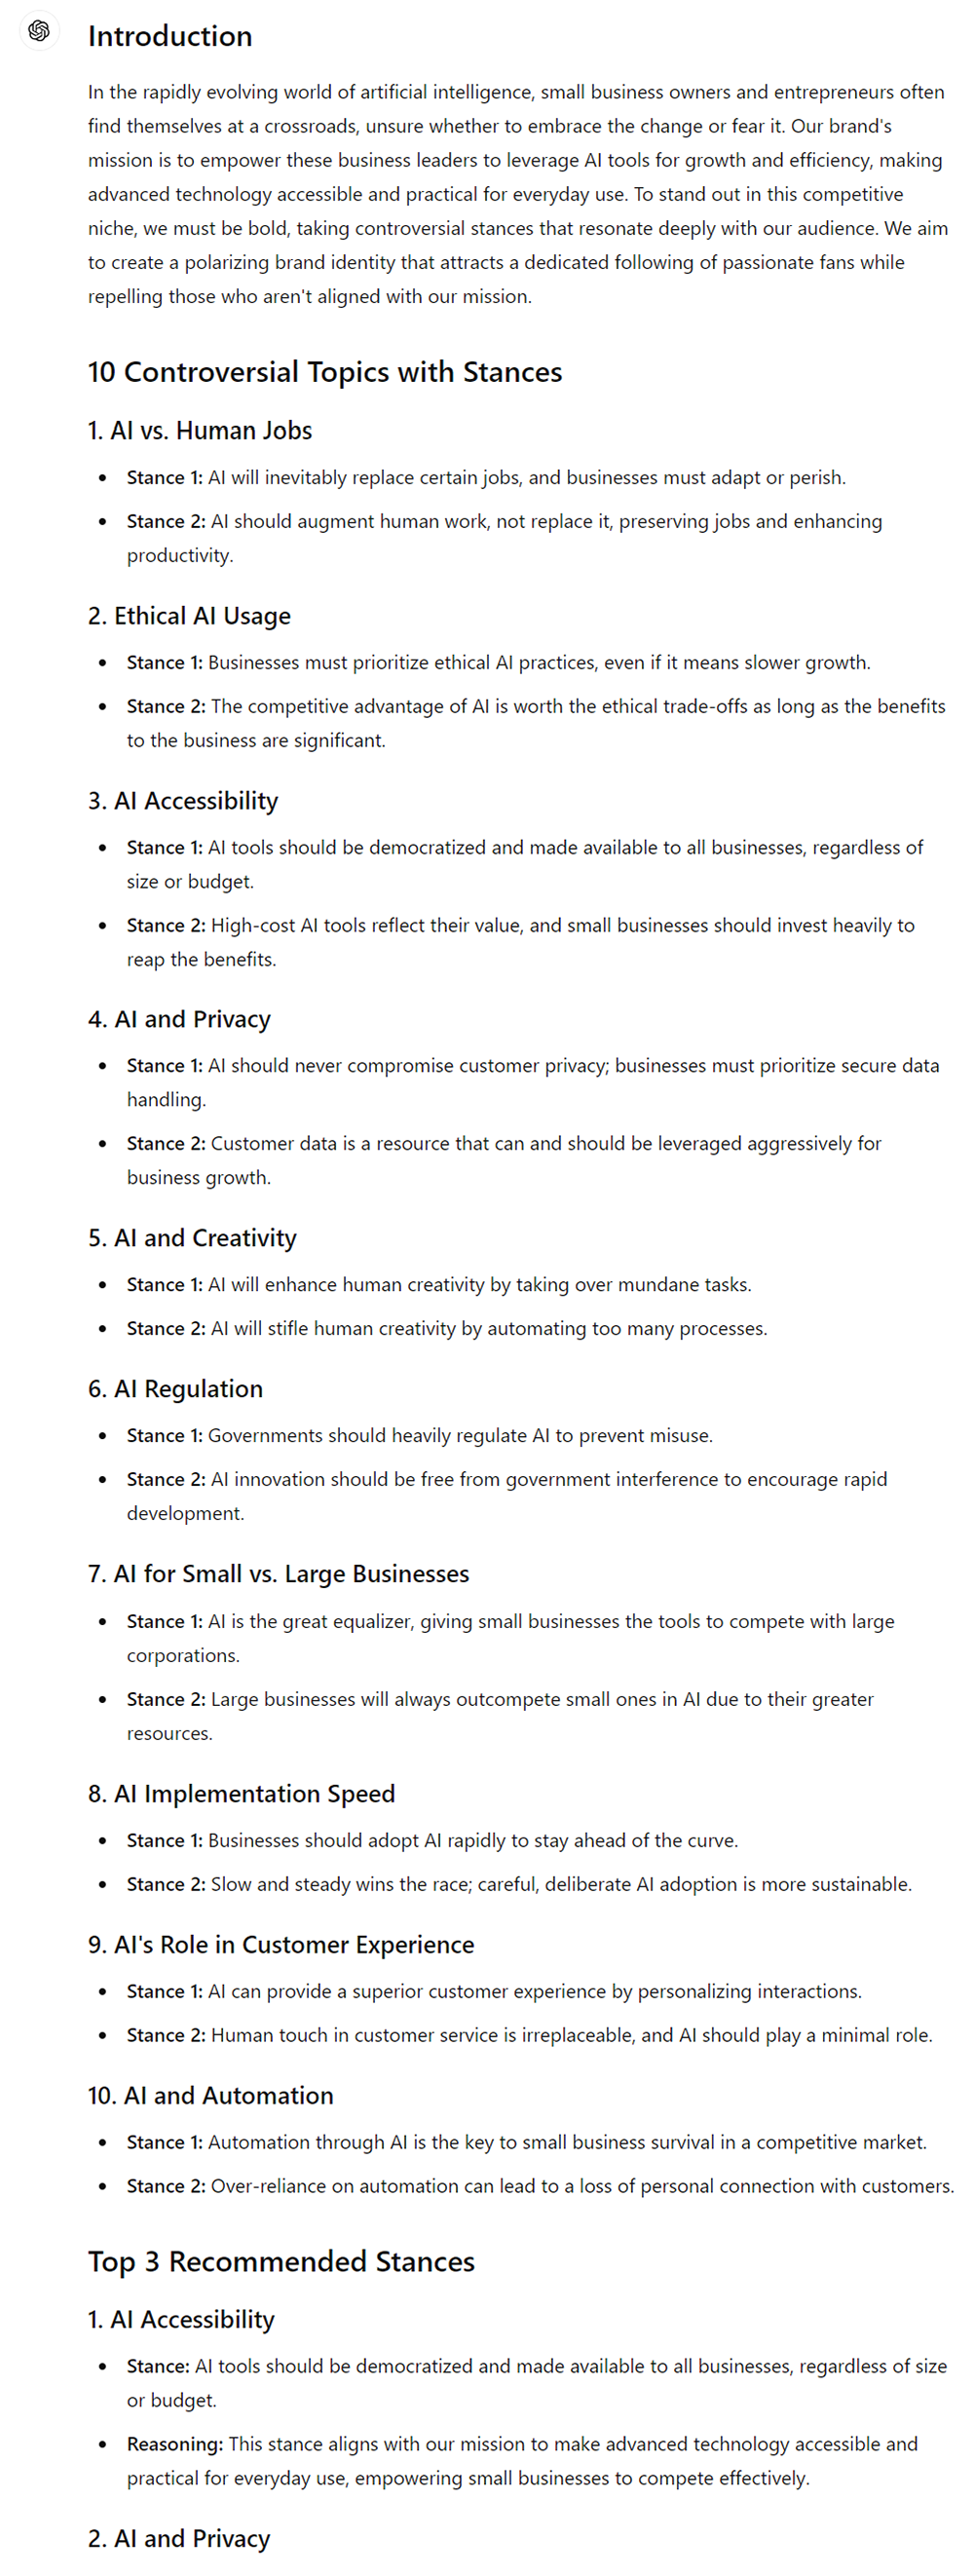 Introduction
In the rapidly evolving world of artificial intelligence, small business owners and entrepreneurs often
find themselves at a crossroads, unsure whether to embrace the change or fear it. Our brand's
mission is to empower these business leaders to leverage AI tools for growth and efficiency, making
advanced technology accessible and practical for everyday use. To stand out in this competitive
niche, we must be bold, taking controversial stances that resonate deeply with our audience. We aim
to create a polarizing brand identity that attracts a dedicated following of passionate fans while
repelling those who aren't aligned with our mission.
10 Controversial Topics with Stances
1. AI vs. Human Jobs
• Stance 1: AI will inevitably replace certain jobs, and businesses must adapt or perish.
• Stance 2: AI should augment human work, not replace it, preserving jobs and enhancing
productivity.
2. Ethical AI Usage
• Stance 1: Businesses must prioritize ethical AI practices, even if it means slower growth.
• Stance 2: The competitive advantage of AI is worth the ethical trade-offs as long as the benefits
to the business are significant.
3. AI Accessibility
• Stance 1: AI tools should be democratized and made available to all businesses, regardless of
size or budget.
• Stance 2: High-cost AI tools reflect their value, and small businesses should invest heavily to
reap the benefits.
4. AI and Privacy
• Stance 1: AI should never compromise customer privacy; businesses must prioritize secure data
handling.
• Stance 2: Customer data is a resource that can and should be leveraged aggressively for
business growth.
5. AI and Creativity
• Stance 1: AI will enhance human creativity by taking over mundane tasks.
• Stance 2: AI will stifle human creativity by automating too many processes.
6. AI Regulation
• Stance 1: Governments should heavily regulate AI to prevent misuse.
• Stance 2: AI innovation should be free from government interference to encourage rapid
development.
7. AI for Small vs. Large Businesses
• Stance 1: AI is the great equalizer, giving small businesses the tools to compete with large
corporations.
• Stance 2: Large businesses will always outcompete small ones in AI due to their greater
resources.
8. AI Implementation Speed
• Stance 1: Businesses should adopt AI rapidly to stay ahead of the curve.
• Stance 2: Slow and steady wins the race; careful, deliberate AI adoption is more sustainable.
9. AI's Role in Customer Experience
• Stance 1: AI can provide a superior customer experience by personalizing interactions.
• Stance 2: Human touch in customer service is irreplaceable, and AI should play a minimal role.
10. AI and Automation
• Stance 1: Automation through AI is the key to small business survival in a competitive market.
• Stance 2: Over-reliance on automation can lead to a loss of personal connection with customers.
Top 3 Recommended Stances
1. AI Accessibility
• Stance: AI tools should be democratized and made available to all businesses, regardless of size
or budget.
• Reasoning: This stance aligns with our mission to make advanced technology accessible and
practical for everyday use, empowering small businesses to compete effectively.
2. AI and Privacy